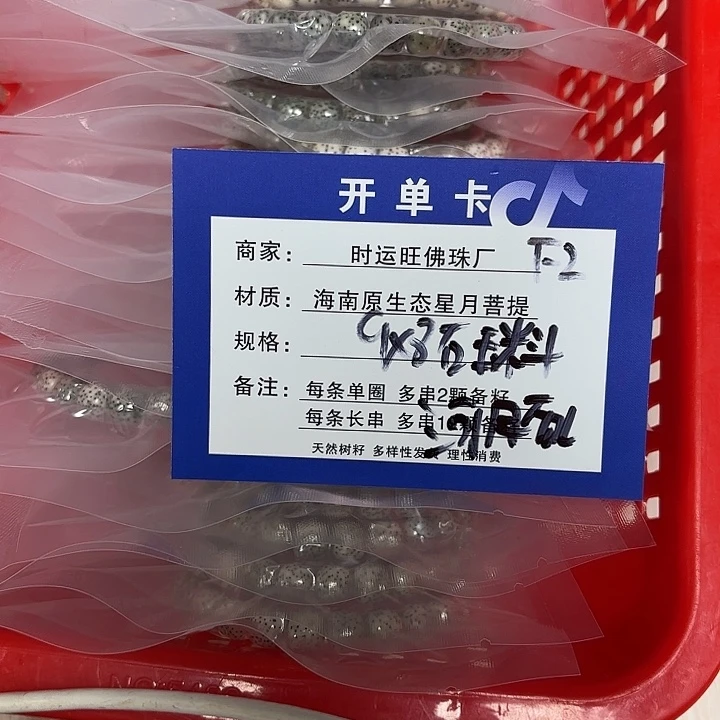 开单卡
商家: 时运旺佛珠厂 T-2
材质: 海南原生态星月菩提
规格: 9x8
备注: 每条单圈 多串2颗备籽
每条长串 多串1
天然树籽 多样性发 理性消费